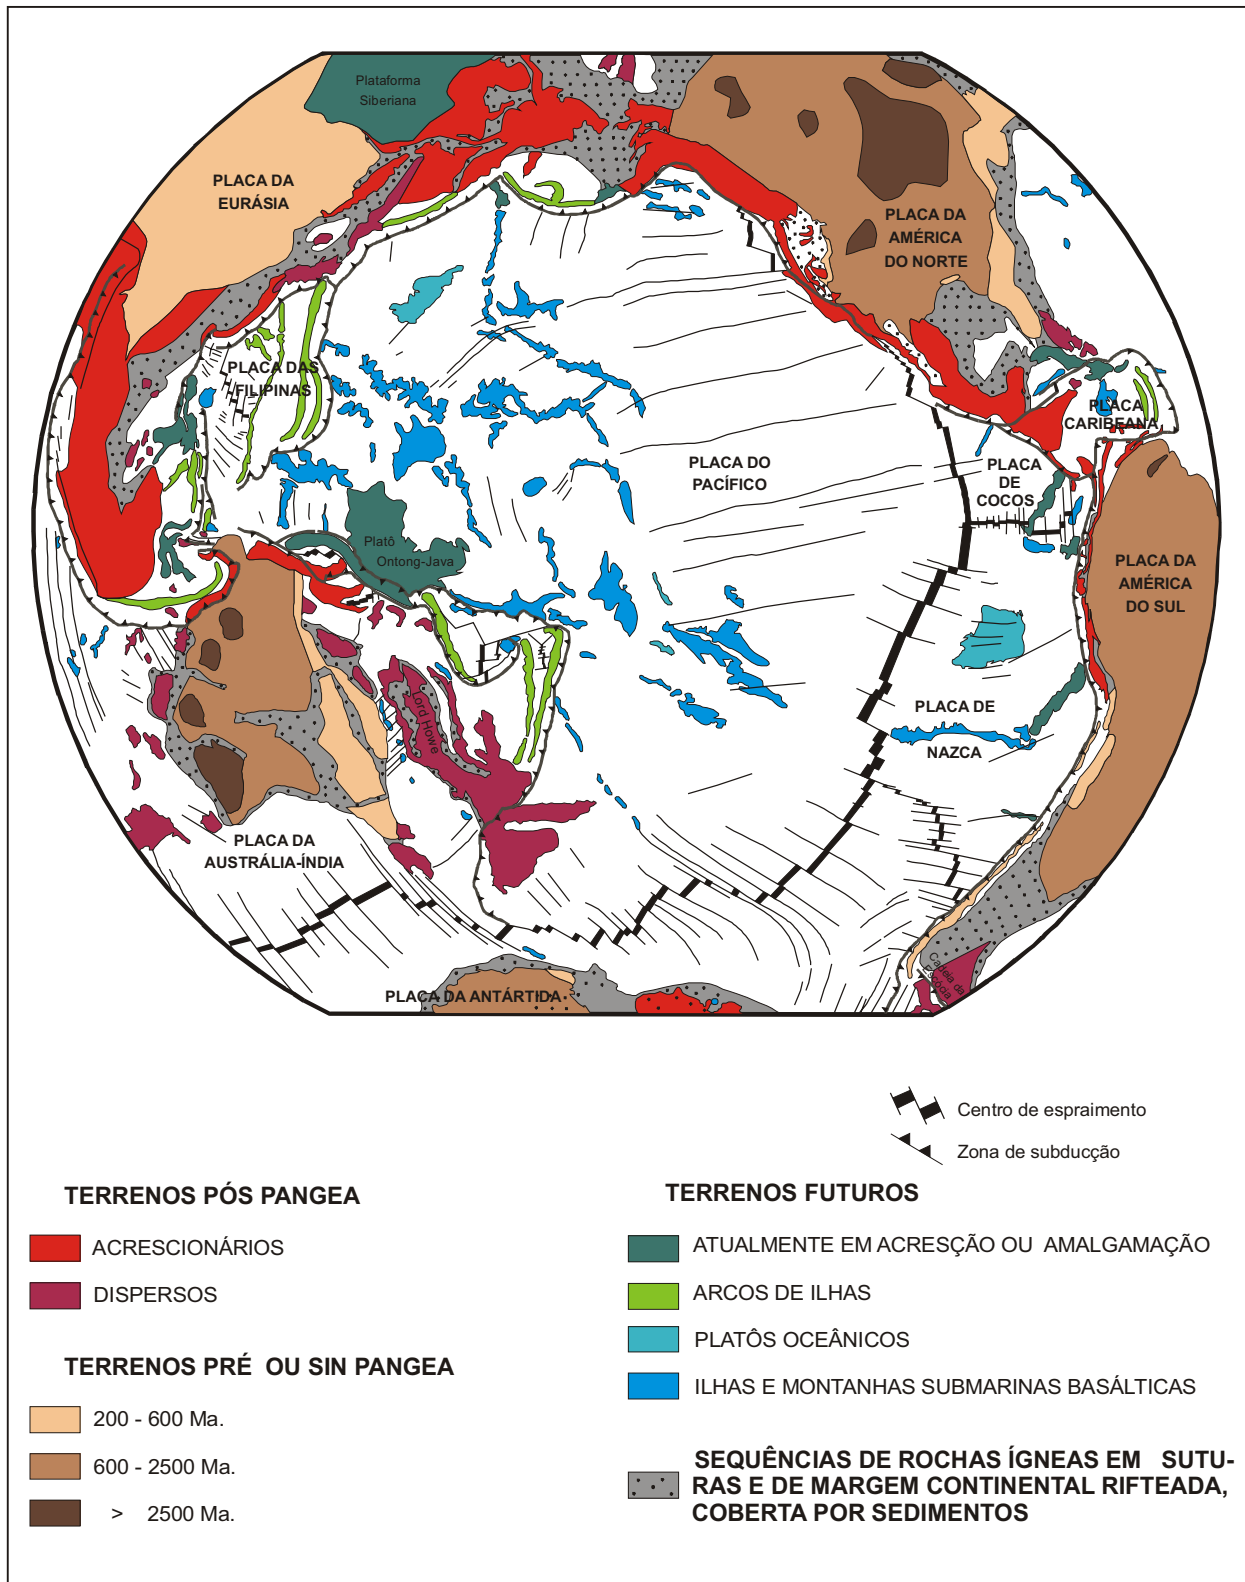 Plataforma
Siberiana
PLACA DA
EURÁSIA
PLACA DA
AMÉRICA
DO NORTE
PLACA DAS
FILIPINAS
PLACA
CARIBEANA
PLACA DO
PACÍFICO
PLACA
DE
COCOS
Platô
Ontong-Java
PLACA DA
AMÉRICA
DO SUL
Lord Howe
PLACA DE
NAZCA
PLACA DA
AUSTRÁLIA-ÍNDIA
Cadeia da
Escócia
PLACA DA ANTÁRTIDA
Centro de espraimento
Zona de subducção
TERRENOS PÓS PANGEA
ACRESCIONÁRIOS
DISPERSOS
TERRENOS PRÉ OU SIN PANGEA
200 - 600 Ma.
600 - 2500 Ma.
> 2500 Ma.
TERRENOS FUTUROS
ATUALMENTE EM ACRESÇÃO OU AMALGAMAÇÃO
ARCOS DE ILHAS
PLATÔS OCEÂNICOS
ILHAS E MONTANHAS SUBMARINAS BASÁLTICAS
SEQUÊNCIAS DE ROCHAS ÍGNEAS EM SUTU-
RAS E DE MARGEM CONTINENTAL RIFTEADA,
COBERTA POR SEDIMENTOS